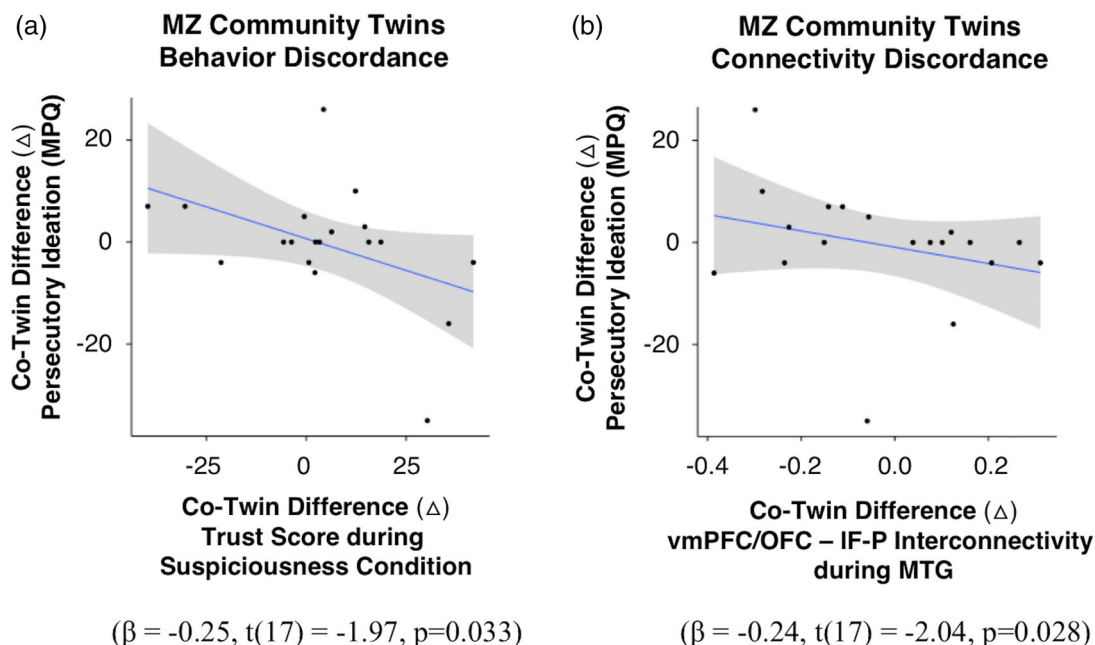 (a)
MZ Community Twins
Behavior Discordance
Co-Twin Difference (△)
Persecutory Ideation (MPQ)
20
0
-20
-25
0
25
Co-Twin Difference (△)
Trust Score during
Suspiciousness Condition
(β = -0.25, t(17) = -1.97, p=0.033)
(b)
MZ Community Twins
Connectivity Discordance
Co-Twin Difference (△)
Persecutory Ideation (MPQ)
20
0
-20
-0.4
-0.2
0.0
0.2
Co-Twin Difference (△)
vmPFC/OFC – IF-P Interconnectivity
during MTG
(β = -0.24, t(17) = -2.04, p=0.028)